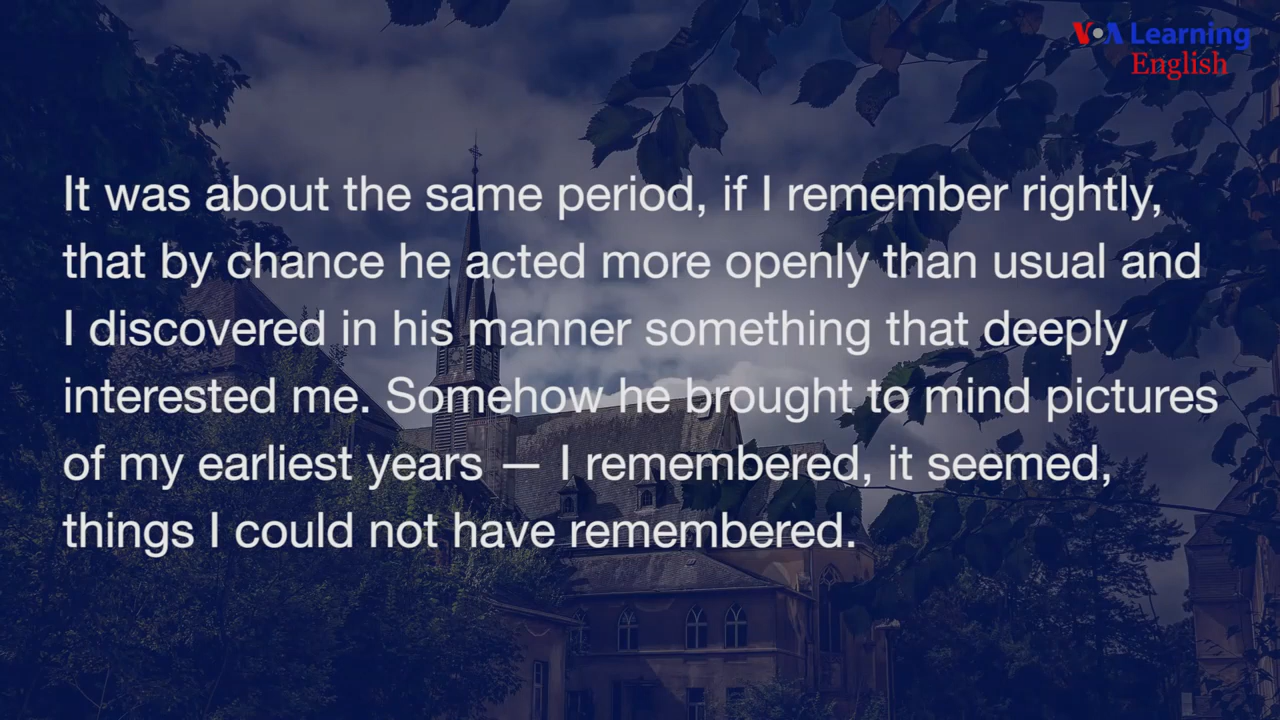 VOA Learning
English
It was about the same period, if I remember rightly,
that by chance he acted more openly than usual and
I discovered in his manner something that deeply
interested me. Somehow he brought to mind pictures
of my earliest years — I remembered, it seemed,
things I could not have remembered.